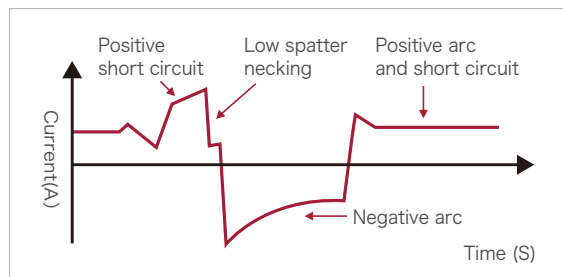 Positive
short circuit
Low spatter
necking
Positive arc
and short circuit
Current(A)
Negative arc
Time (S)